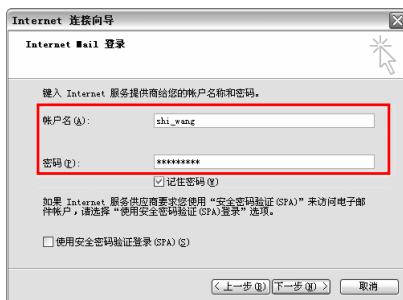 Internet 连接向导
Internet Mail 登录
键入 Internet 服务提供商给您的帐户名称和密码。
帐户名(A): shi_wang
密码(P): *********
记住密码(W)
如果 Internet 服务供应商要求您使用“安全密码验证(SPA)”来访问电子邮
件帐户，请选择“使用安全密码验证(SPA)登录”选项。
使用安全密码验证登录(SPA)(S)
<上一步(B) 下一步(N)> 取消